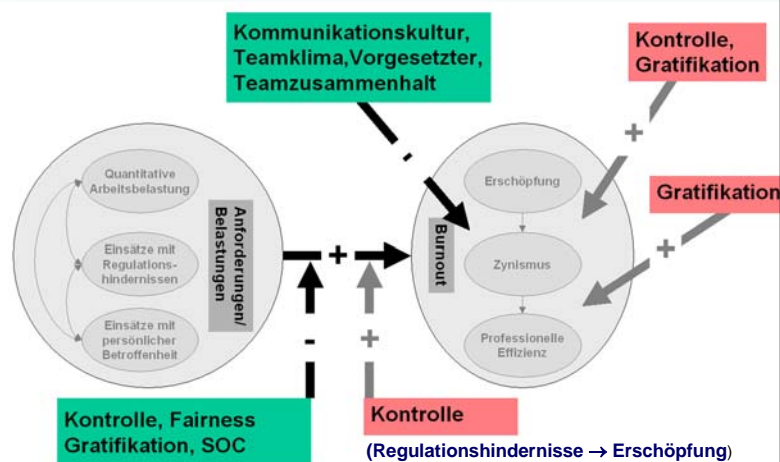 Kommunikationskultur,
Teamklima,Vorgesetzter,
Teamzusammenhalt
Kontrolle,
Gratifikation
+
-
Gratifikation
+
Quantitative
Arbeitsbelastung
Einsätze mit
Regulations-
hindernissen
Einsätze mit
persönlicher
Betroffenheit
Anforderungen/
Belastungen
+
Burnout
Erschöpfung
Zynismus
Professionelle
Effizienz
-
+
Kontrolle, Fairness
Gratifikation, SOC
Kontrolle
(Regulationshindernisse → Erschöpfung)